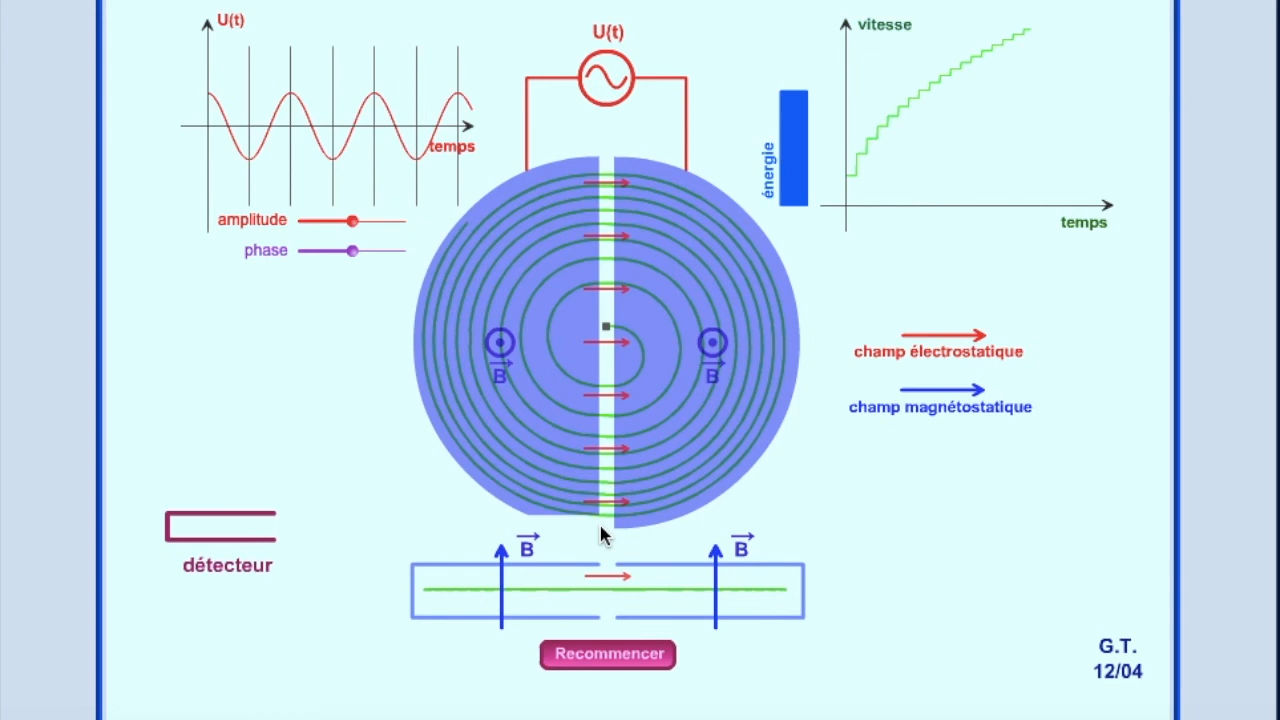 U(t)
U(t)
vitesse
temps
énergie
amplitude
temps
phase
champ électrostatique
B
B
champ magnétostatique
B
B
détecteur
Recommencer
G.T.
12/04